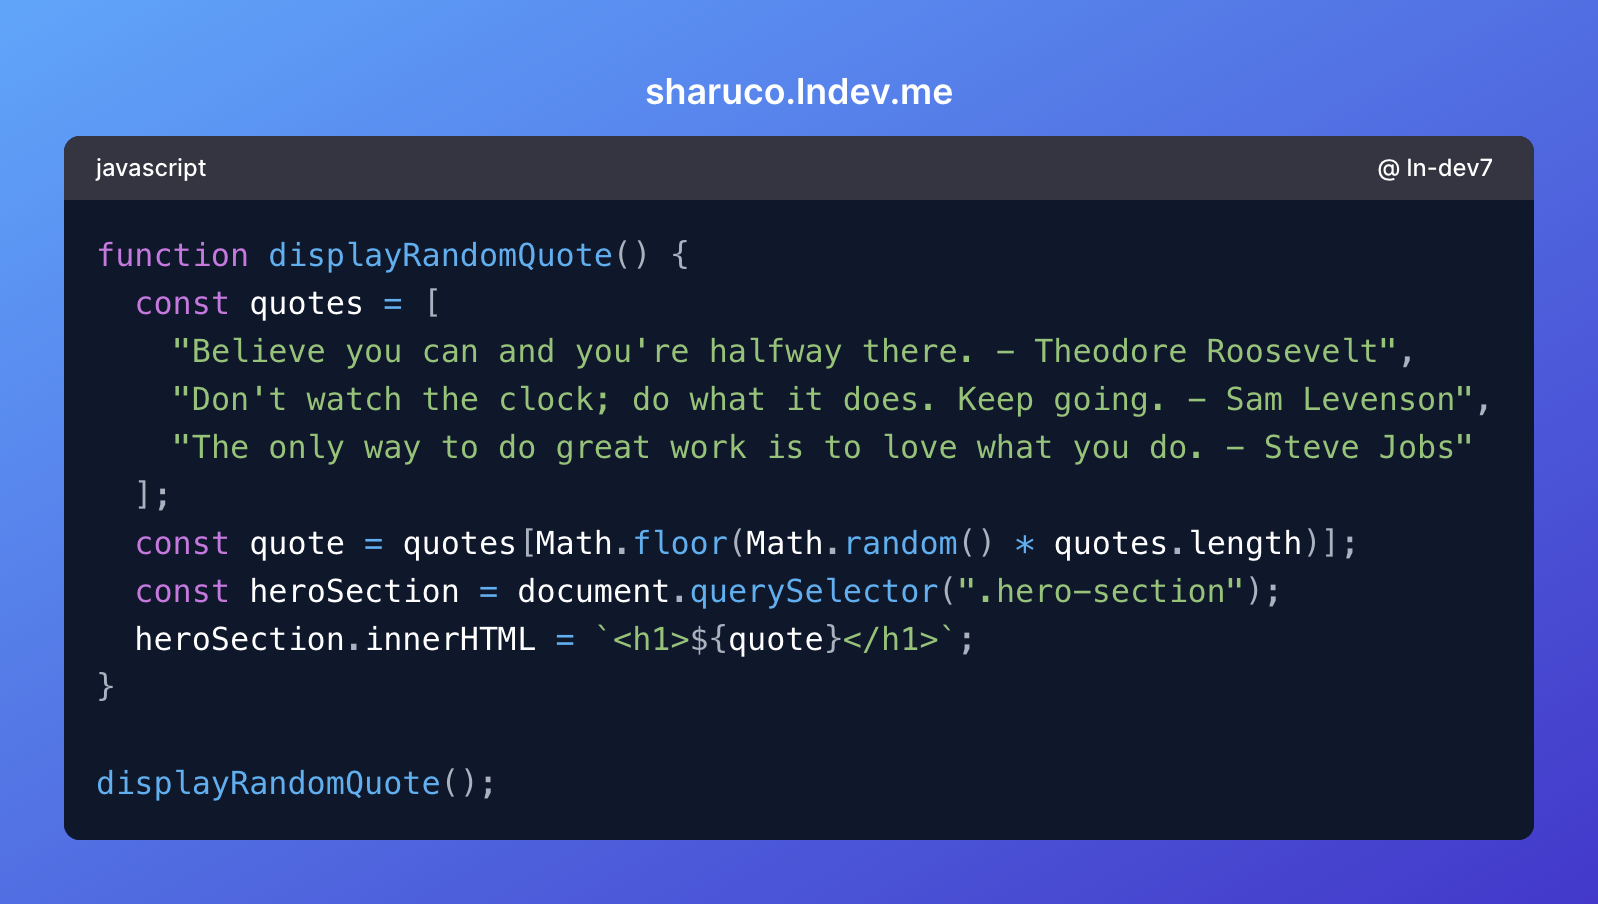 sharuco.lndev.me
javascript
@ ln-dev7
function displayRandomQuote() {
  const quotes = [
    "Believe you can and you're halfway there. - Theodore Roosevelt",
    "Don't watch the clock; do what it does. Keep going. - Sam Levenson",
    "The only way to do great work is to love what you do. - Steve Jobs"
  ];
  const quote = quotes[Math.floor(Math.random() * quotes.length)];
  const heroSection = document.querySelector(".hero-section");
  heroSection.innerHTML = `<h1>${quote}</h1>`;
}

displayRandomQuote();